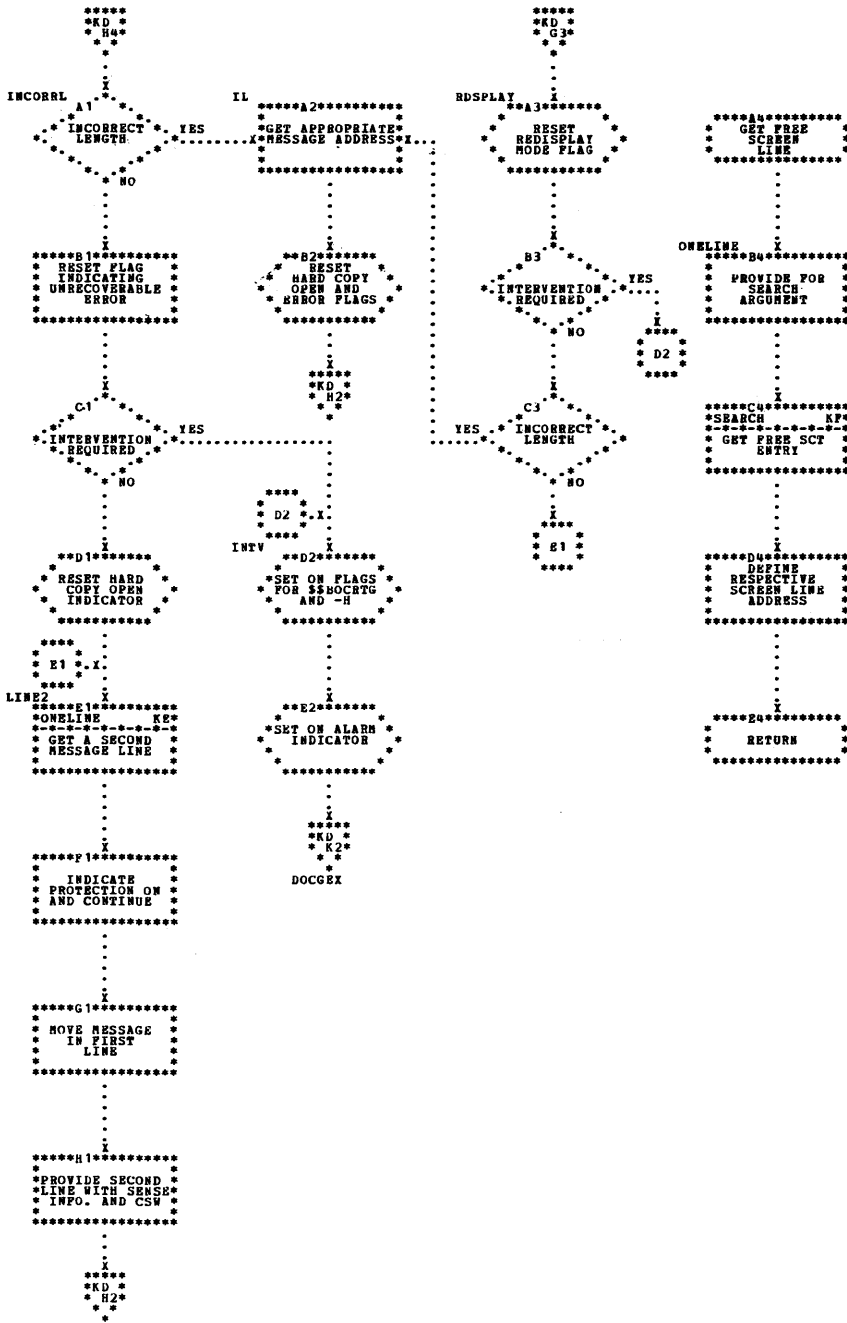 KD
H4
INCORRL
A1
INCORRECT
LENGTH
YES
NO
B1
RESET FLAG
INDICATING
UNRECOVERABLE
ERROR
C1
INTERVENTION
REQUIRED
YES
NO
D1
RESET HARD
COPY OPEN
INDICATOR
E1
LINE2
E1
ONELINE KE
GET A SECOND
MESSAGE LINE
F1
INDICATE
PROTECTION ON
AND CONTINUE
G1
MOVE MESSAGE
IN FIRST
LINE
H1
PROVIDE SECOND
LINE WITH SENSE
INFO. AND CSW
KD
H2
IL
A2
GET APPROPRIATE
MESSAGE ADDRESS
B2
RESET
HARD COPY
OPEN AND
ERROR FLAGS
KD
H2
D2
INTV
D2
SET ON FLAGS
FOR $$BOCRTG
AND -H
E2
SET ON ALARM
INDICATOR
KD
K2
DOCGEX
KD
G3
RDSPLAY
A3
RESET
REDISPLAY
MODE FLAG
B3
INTERVENTION
REQUIRED
YES
NO
D2
C3
INCORRECT
LENGTH
YES
NO
E1
A4
GET FREE
SCREEN
LINE
ONELINE
B4
PROVIDE FOR
SEARCH
ARGUMENT
C4
SEARCH KF
GET FREE SCT
ENTRY
D4
DEFINE
RESPECTIVE
SCREEN LINE
ADDRESS
E4
RETURN